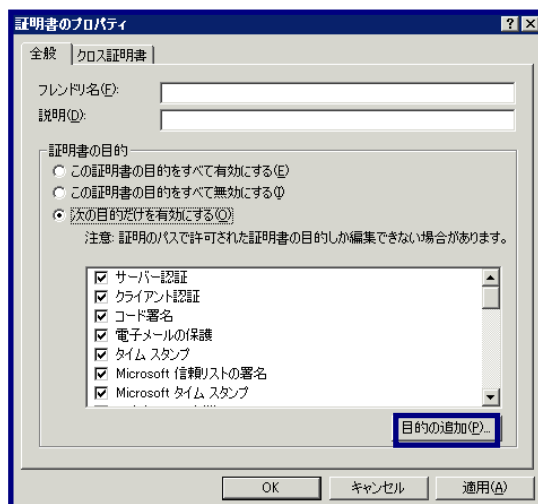 証明書のプロパティ
全般 クロス証明書
フレンドリ名(F):
説明(D):
証明書の目的
この証明書の目的をすべて有効にする(E)
この証明書の目的をすべて無効にする(I)
次の目的だけを有効にする(O)
注意: 証明のパスで許可された証明書の目的しか編集できない場合があります。
サーバー認証
クライアント認証
コード署名
電子メールの保護
タイム スタンプ
Microsoft 信頼リストの署名
Microsoft タイム スタンプ
目的の追加(P)...
OK キャンセル 適用(A)